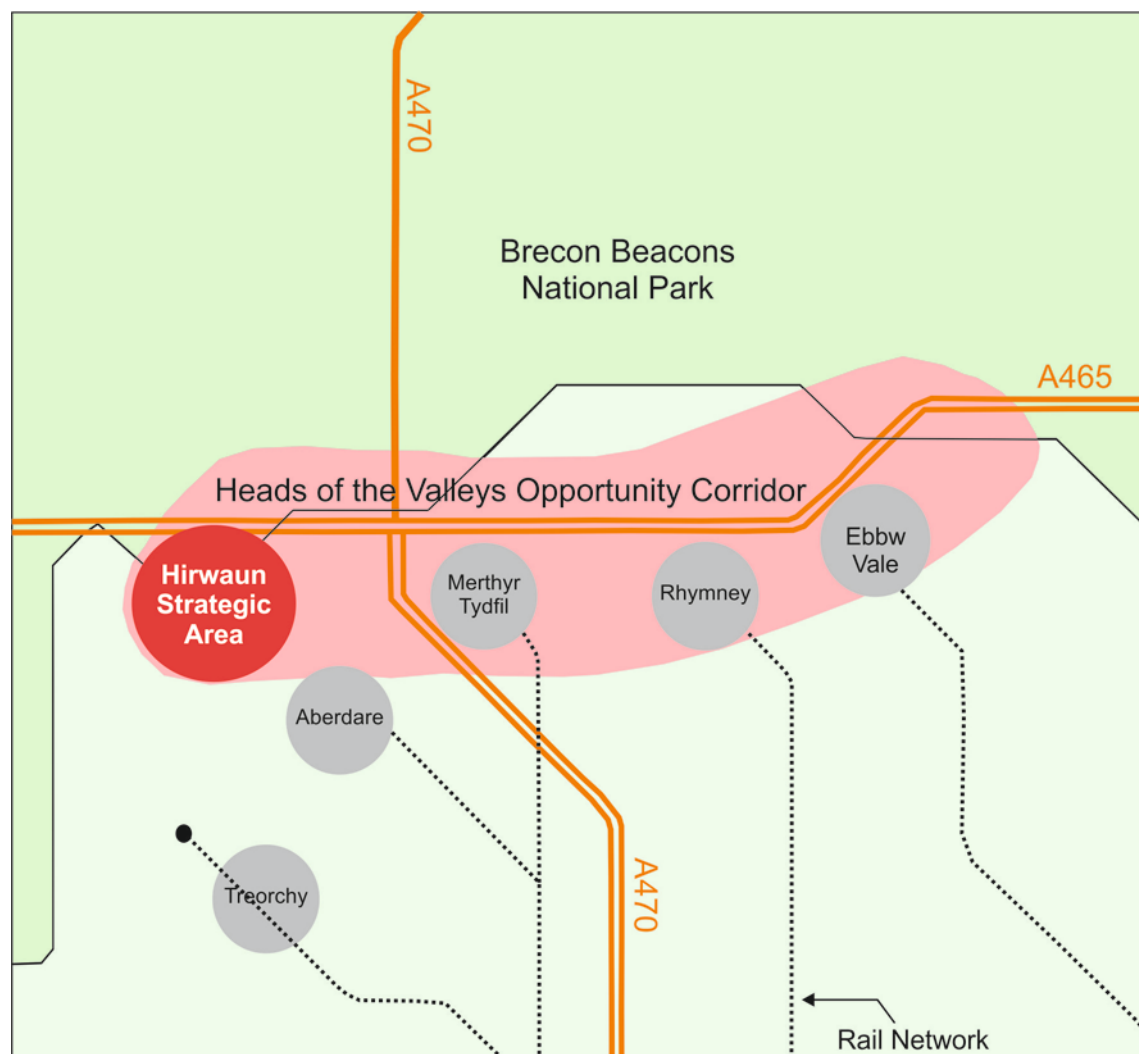 A470
Brecon Beacons
National Park
A465
Heads of the Valleys Opportunity Corridor
Hirwaun
Strategic
Area
Merthyr
Tydfil
Rhymney
Ebbw
Vale
Aberdare
Treorchy
A470
Rail Network